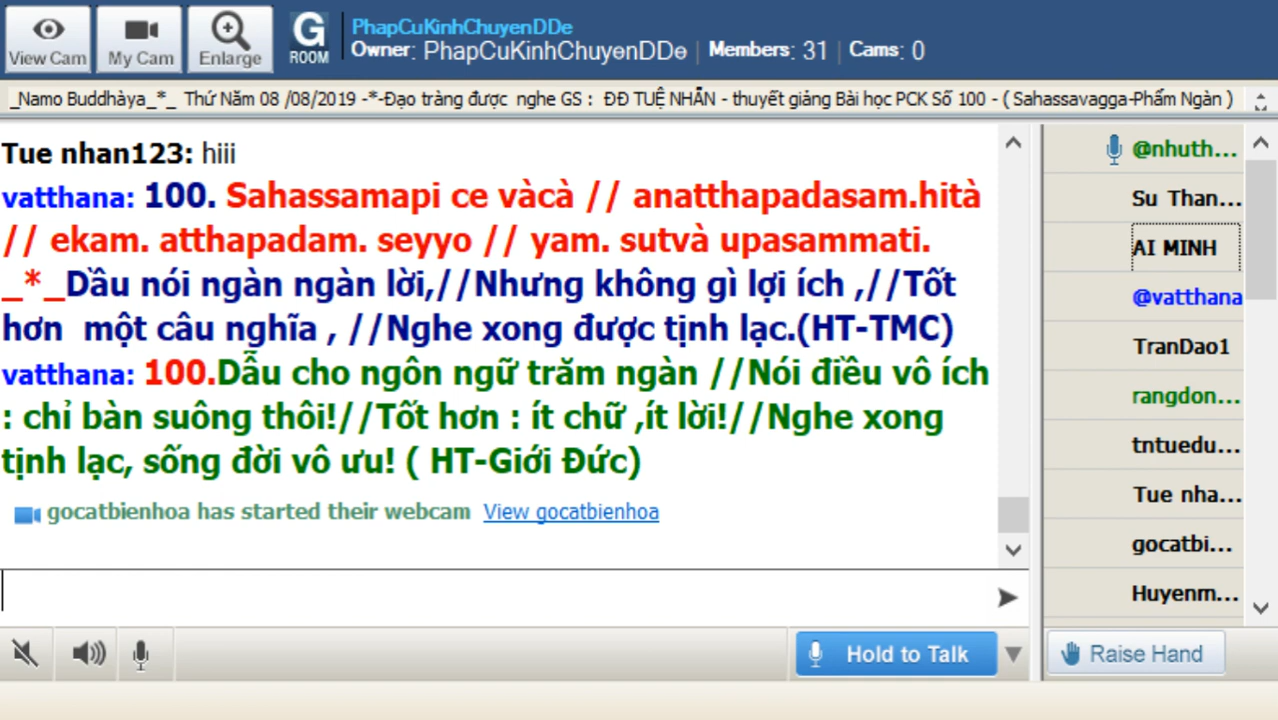 View Cam My Cam Enlarge G ROOM
PhapCuKinhChuyenDDe
Owner: PhapCuKinhChuyenDDe | Members: 31 | Cams: 0
_Namo Buddhàya_*_ Thứ Năm 08 /08/2019 -*-Đạo tràng được nghe GS : ĐĐ TUỆ NHẪN - thuyết giảng Bài học PCK Số 100 - ( Sahassavagga-Phẩm Ngàn )
Tue nhan123: hiii
vatthana: 100. Sahassamapi ce vàcà // anatthapadasam.hità
// ekam. atthapadam. seyyo // yam. sutvà upasammati.
_*_Dầu nói ngàn ngàn lời,//Nhưng không gì lợi ích ,//Tốt
hơn một câu nghĩa , //Nghe xong được tịnh lạc.(HT-TMC)
vatthana: 100.Dẫu cho ngôn ngữ trăm ngàn //Nói điều vô ích
: chỉ bàn suông thôi!//Tốt hơn : ít chữ ,ít lời!//Nghe xong
tịnh lạc, sống đời vô ưu! ( HT-Giới Đức)
gocatbienhoa has started their webcam View gocatbienhoa
@nhuth...
Su Than...
AI MINH
@vatthana
TranDao1
rangdon...
tntuedu...
Tue nha...
gocatbi...
Huyenm...
Hold to Talk
Raise Hand